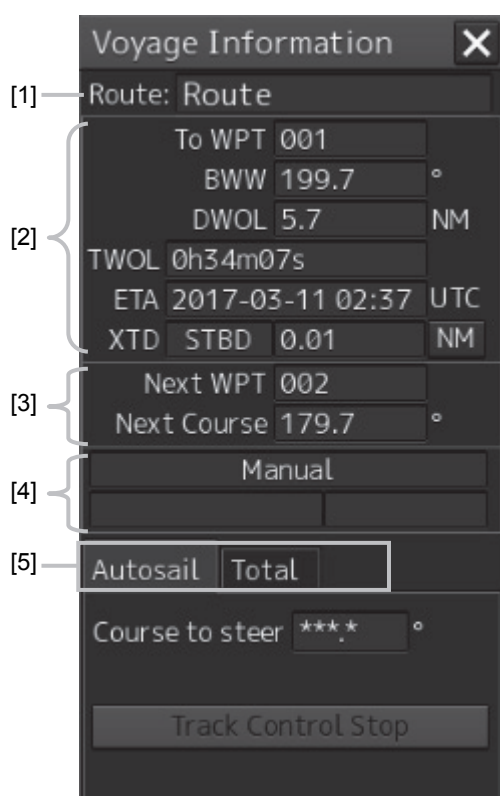 Voyage Information
[1] Route: Route
[2]
To WPT 001
BWW 199.7 °
DWOL 5.7 NM
TWOL 0h34m07s
ETA 2017-03-11 02:37 UTC
XTD STBD 0.01 NM
[3]
Next WPT 002
Next Course 179.7 °
[4]
Manual
[5] Autosail Total
Course to steer ***.* °
Track Control Stop